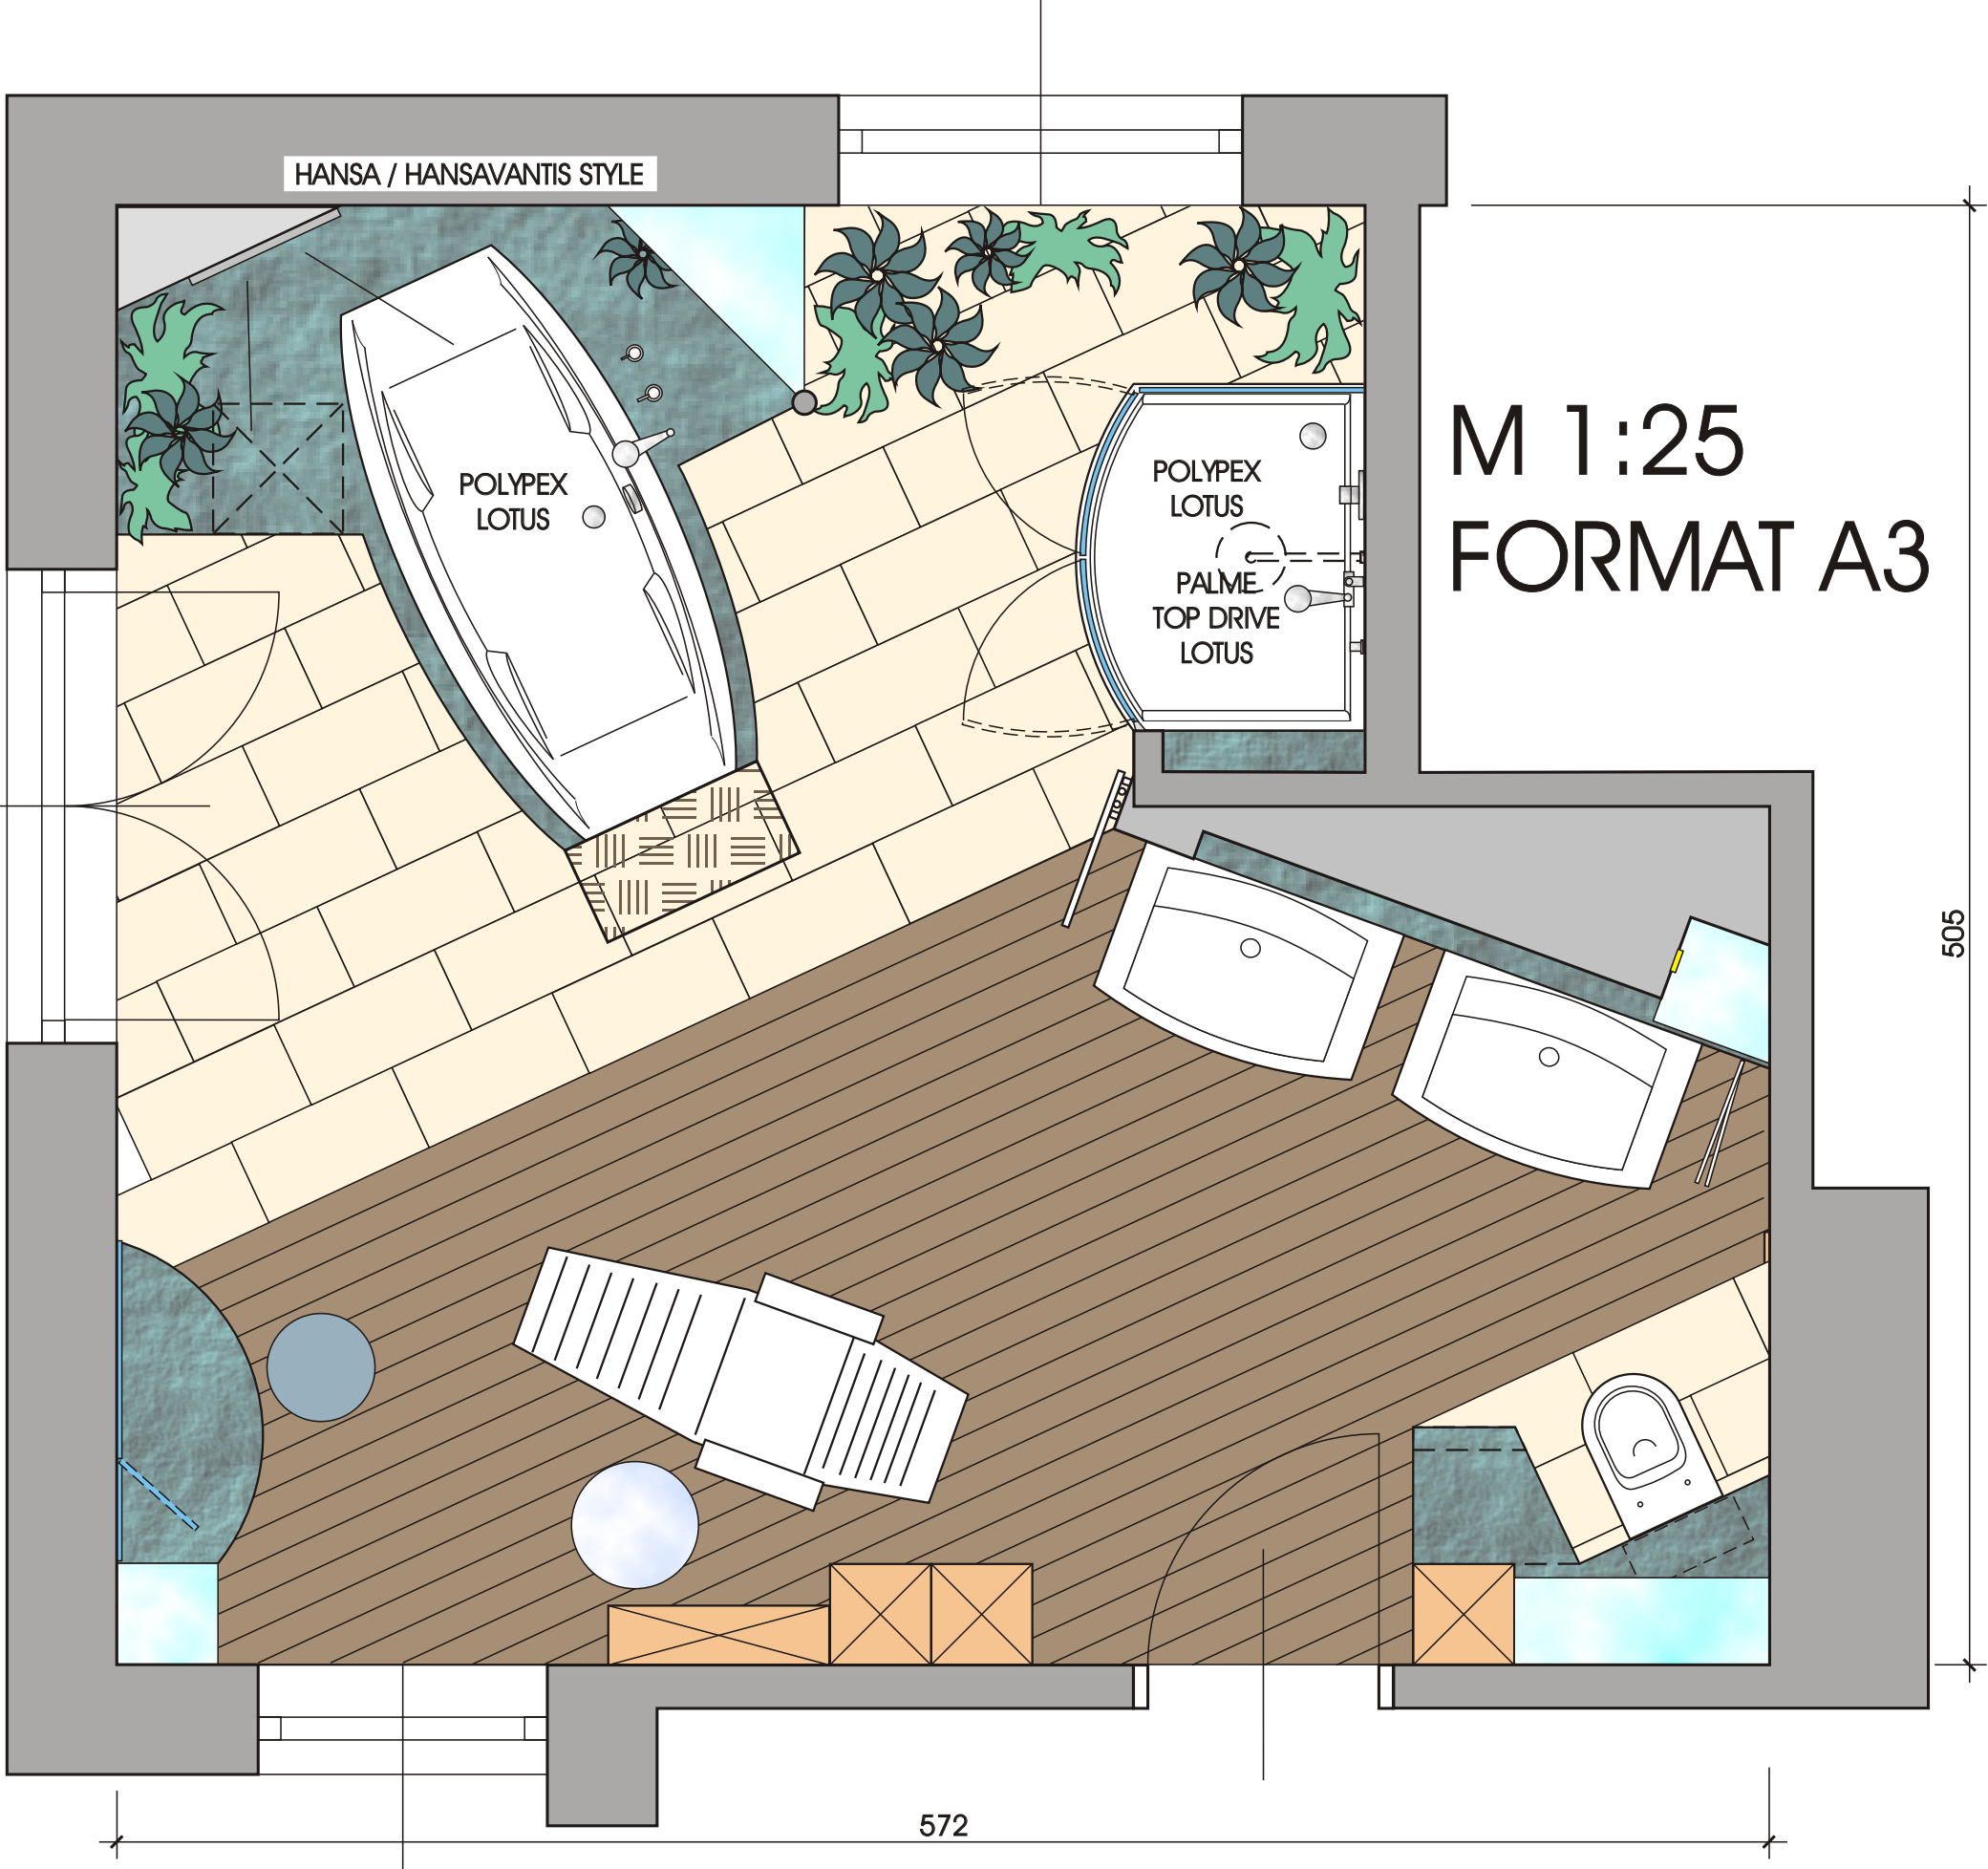 HANSA / HANSAVANTIS STYLE
M 1:25
FORMAT A3
POLYPEX
LOTUS
POLYPEX
LOTUS
PALME
TOP DRIVE
LOTUS
505
572